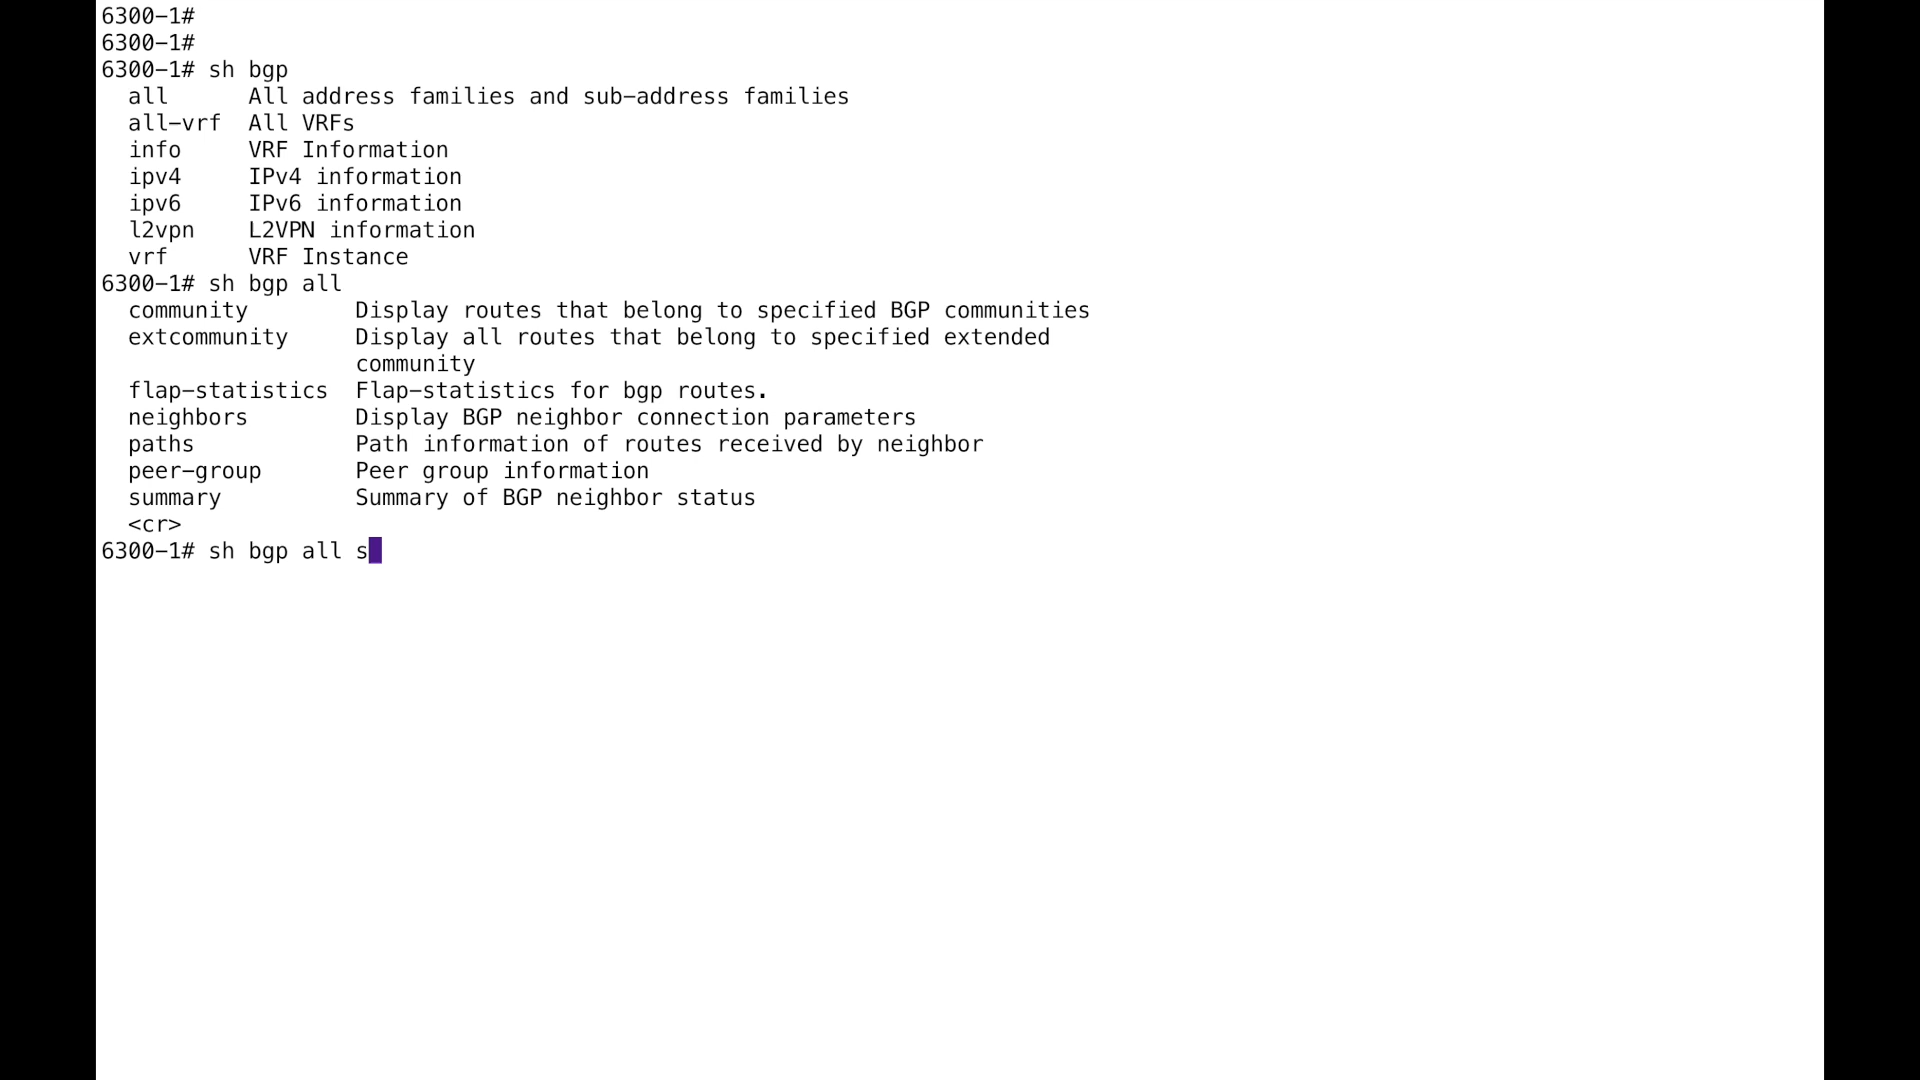 6300-1#
6300-1#
6300-1# sh bgp
  all      All address families and sub-address families
  all-vrf  All VRFs
  info     VRF Information
  ipv4     IPv4 information
  ipv6     IPv6 information
  l2vpn    L2VPN information
  vrf      VRF Instance
6300-1# sh bgp all
  community        Display routes that belong to specified BGP communities
  extcommunity     Display all routes that belong to specified extended
                   community
  flap-statistics  Flap-statistics for bgp routes.
  neighbors        Display BGP neighbor connection parameters
  paths            Path information of routes received by neighbor
  peer-group       Peer group information
  summary          Summary of BGP neighbor status
  <cr>
6300-1# sh bgp all s